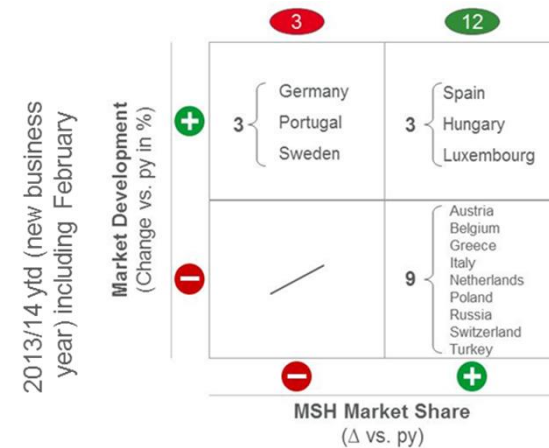 3
12
2013/14 ytd (new business
year) including February
Market Development
(Change vs. py in %)
+
3
Germany
Portugal
Sweden
3
Spain
Hungary
Luxembourg
−
9
Austria
Belgium
Greece
Italy
Netherlands
Poland
Russia
Switzerland
Turkey
−
+
MSH Market Share
(Δ vs. py)